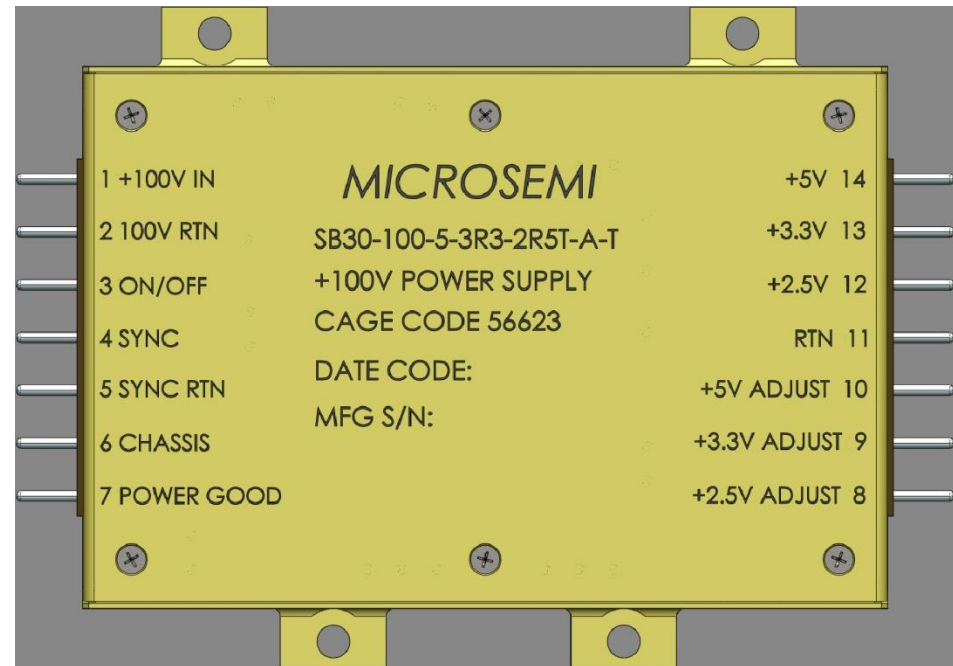 1 +100V IN
2 100V RTN
3 ON/OFF
4 SYNC
5 SYNC RTN
6 CHASSIS
7 POWER GOOD
MICROSEMI
SB30-100-5-3R3-2R5T-A-T
+100V POWER SUPPLY
CAGE CODE 56623
DATE CODE:
MFG S/N:
+5V 14
+3.3V 13
+2.5V 12
RTN 11
+5V ADJUST 10
+3.3V ADJUST 9
+2.5V ADJUST 8